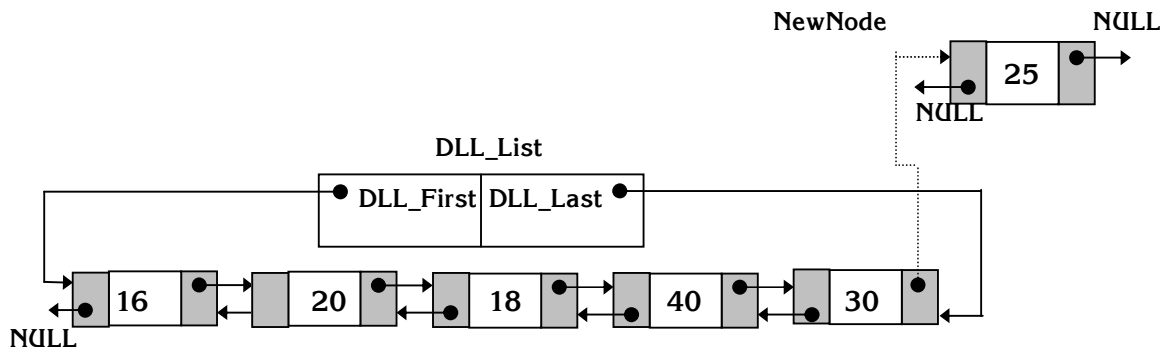 NewNode NULL
25
NULL
DLL_List
DLL_First DLL_Last
16 20 18 40 30
NULL